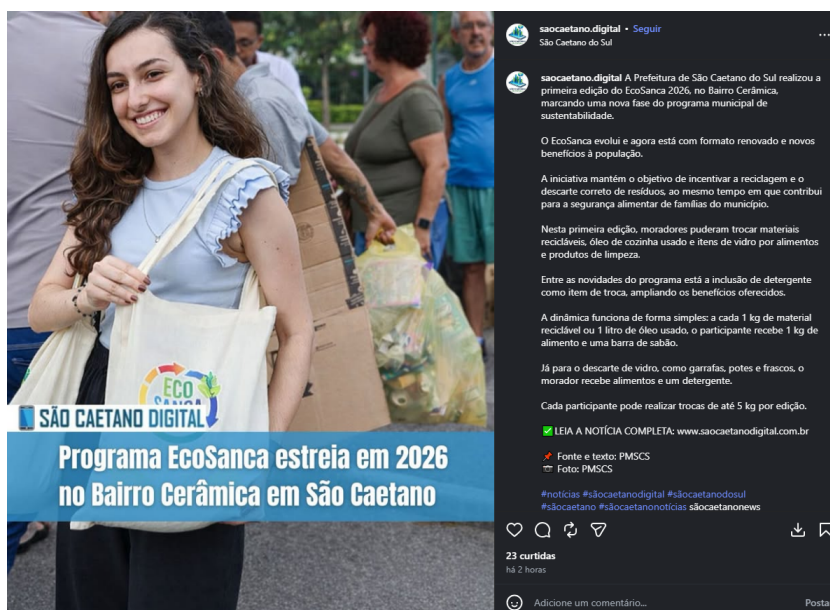 ECO
SANCA
SÃO CAETANO DIGITAL
Programa EcoSanca estreia em 2026
no Bairro Cerâmica em São Caetano
saocaetano.digital • Seguir
São Caetano do Sul
saocaetano.digital A Prefeitura de São Caetano do Sul realizou a
primeira edição do EcoSanca 2026, no Bairro Cerâmica,
marcando uma nova fase do programa municipal de
sustentabilidade.
O EcoSanca evolui e agora está com formato renovado e novos
benefícios à população.
A iniciativa mantém o objetivo de incentivar a reciclagem e o
descarte correto de resíduos, ao mesmo tempo em que contribui
para a segurança alimentar de famílias do município.
Nesta primeira edição, moradores puderam trocar materiais
recicláveis, óleo de cozinha usado e itens de vidro por alimentos
e produtos de limpeza.
Entre as novidades do programa está a inclusão de detergente
como item de troca, ampliando os benefícios oferecidos.
A dinâmica funciona de forma simples: a cada 1 kg de material
reciclável ou 1 litro de óleo usado, o participante recebe 1 kg de
alimento e uma barra de sabão.
Já para o descarte de vidro, como garrafas, potes e frascos, o
morador recebe alimentos e um detergente.
Cada participante pode realizar trocas de até 5 kg por edição.
✅ LEIA A NOTÍCIA COMPLETA: www.saocaetanodigital.com.br
📌 Fonte e texto: PMSCS
📷 Foto: PMSCS
#notícias #sãocaetanodigital #sãocaetanodosul
#sãocaetano #sãocaetanonotícias sãocaetanonews
23 curtidas
há 2 horas
Adicione um comentário...
Posta